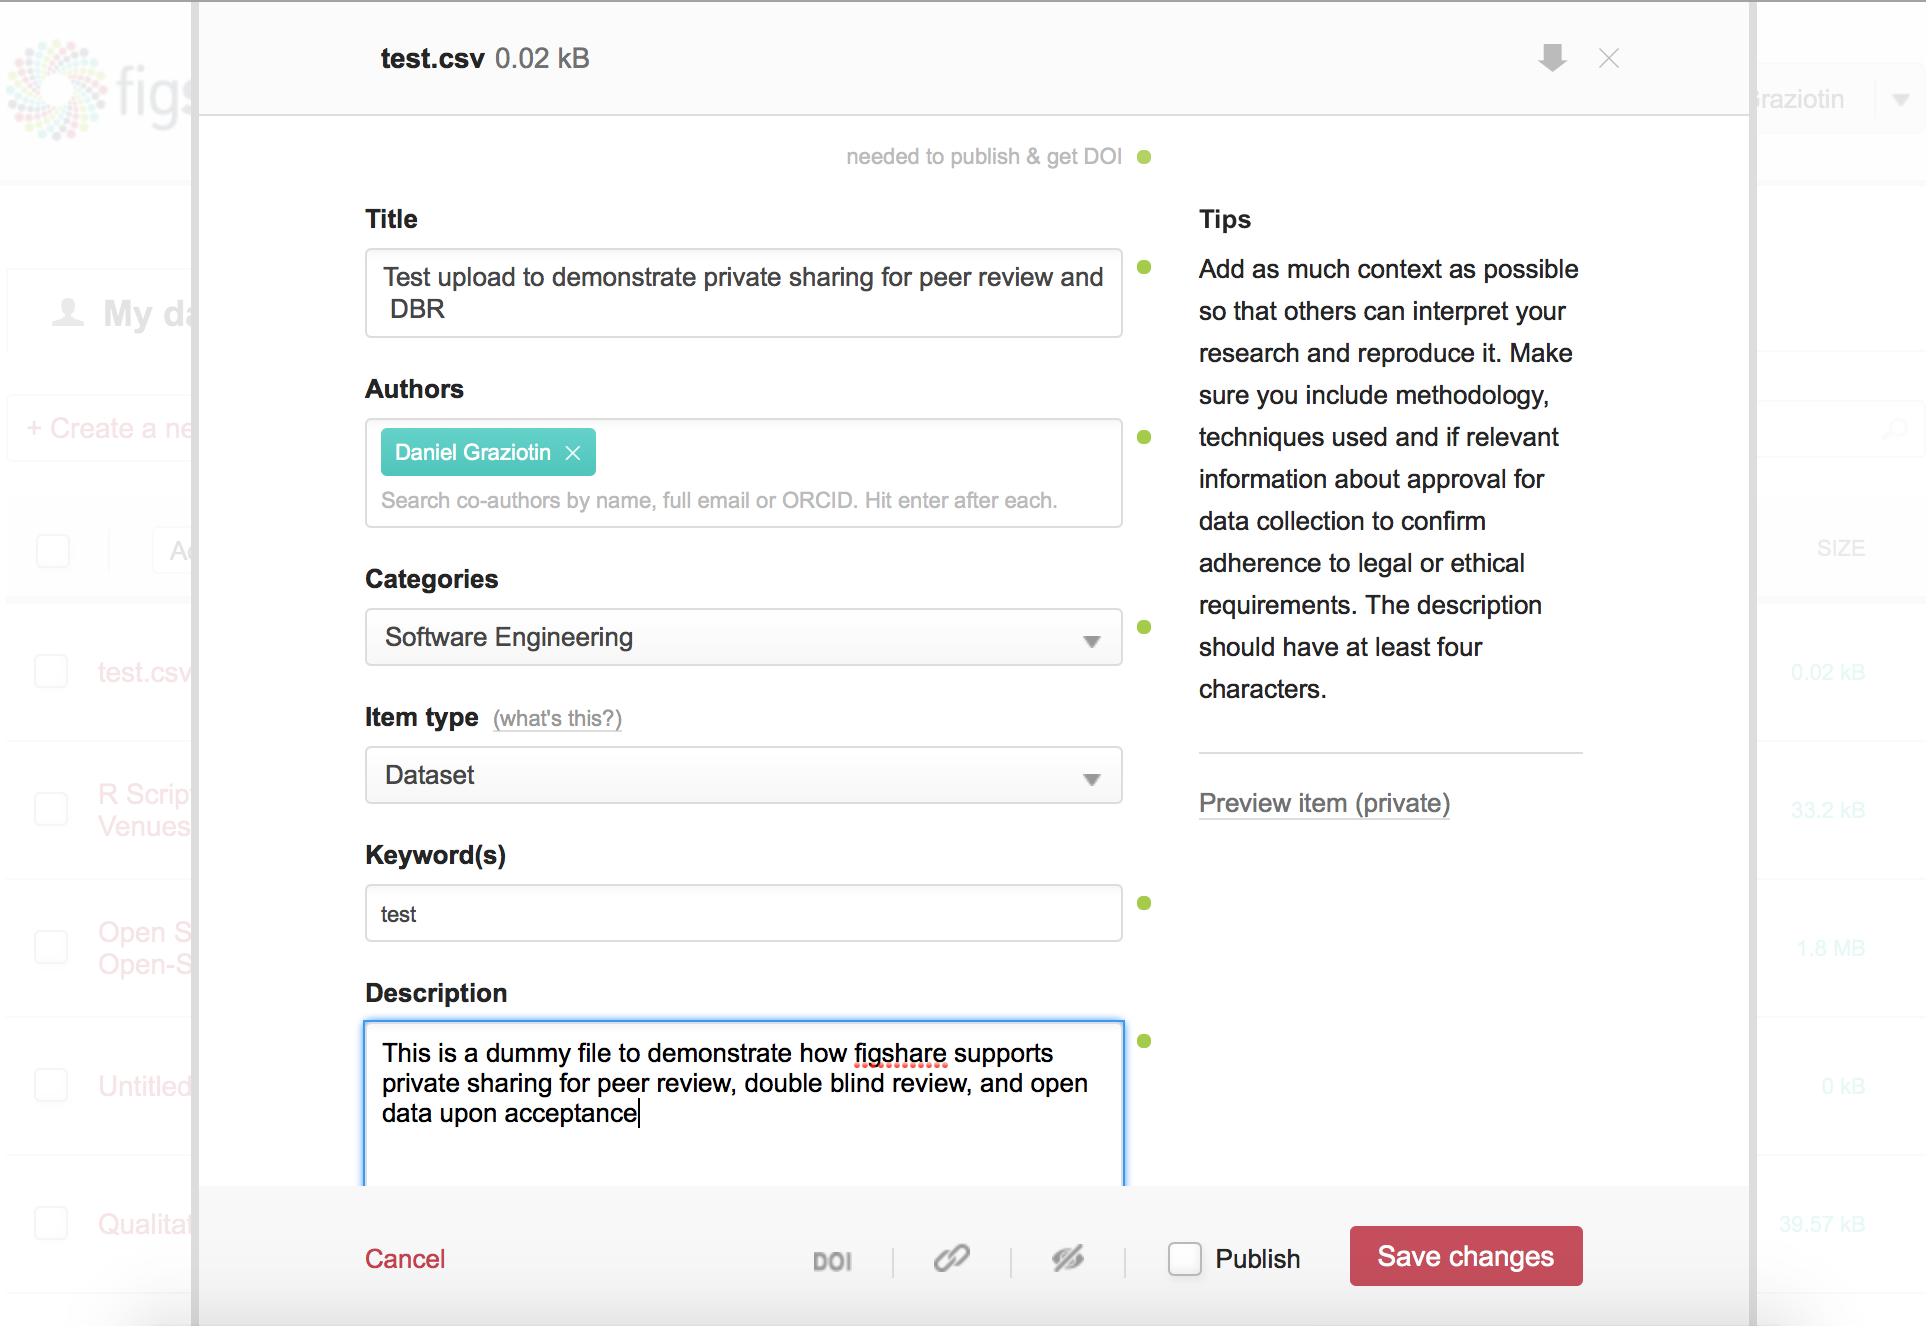 test.csv 0.02 kB
figs
Graziotin
needed to publish & get DOI
Title
Test upload to demonstrate private sharing for peer review and
DBR
Authors
Daniel Graziotin
Search co-authors by name, full email or ORCID. Hit enter after each.
Categories
Software Engineering
Item type (what's this?)
Dataset
Keyword(s)
test
Description
This is a dummy file to demonstrate how figshare supports
private sharing for peer review, double blind review, and open
data upon acceptance
Tips
Add as much context as possible
so that others can interpret your
research and reproduce it. Make
sure you include methodology,
techniques used and if relevant
information about approval for
data collection to confirm
adherence to legal or ethical
requirements. The description
should have at least four
characters.
Preview item (private)
My da
+ Create a ne
Ac
SIZE
test.csv
0.02 kB
R Scrip
Venues
33.2 kB
Open S
Open-S
1.8 MB
Untitled
0 kB
Qualitat
39.57 kB
Cancel
DOI
Publish
Save changes